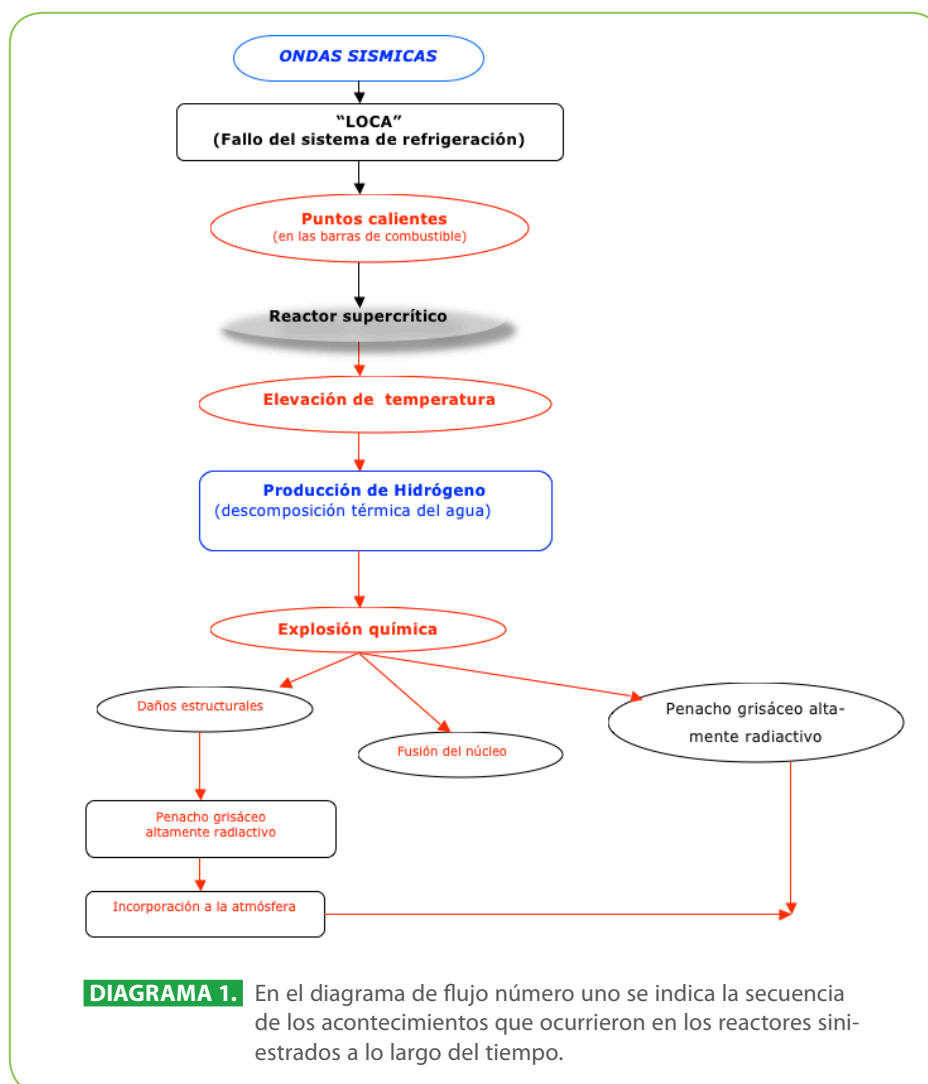 ONDAS SISMICAS
“LOCA”
(Fallo del sistema de refrigeración)
Puntos calientes
(en las barras de combustible)
Reactor supercrítico
Elevación de temperatura
Producción de Hidrógeno
(descomposición térmica del agua)
Explosión química
Daños estructurales
Fusión del núcleo
Penacho grisáceo alta-
mente radiactivo
Penacho grisáceo
altamente radiactivo
Incorporación a la atmósfera
DIAGRAMA 1. En el diagrama de flujo número uno se indica la secuencia
de los acontecimientos que ocurrieron en los reactores sini-
estrados a lo largo del tiempo.